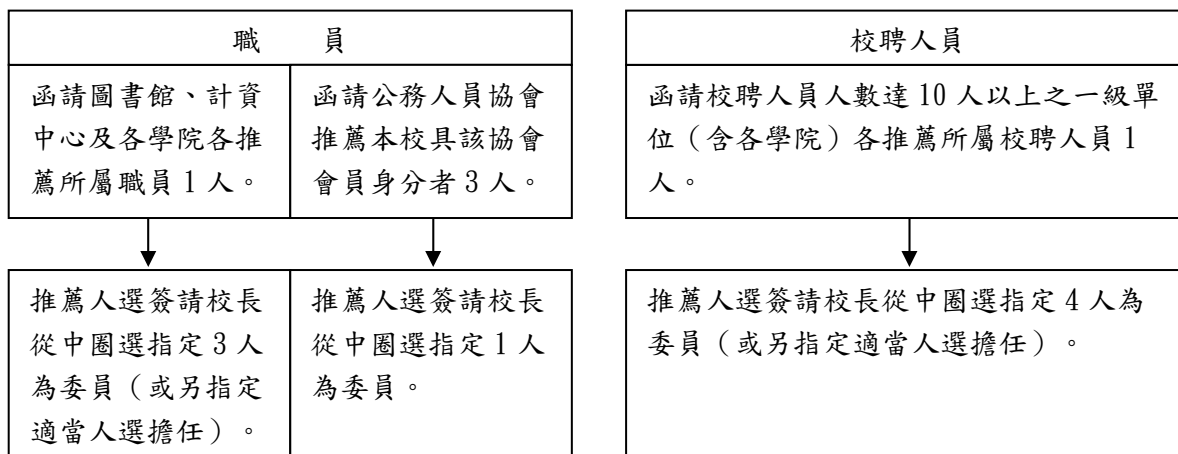 職 員
函請圖書館、計資
中心及各學院各推
薦所屬職員 1 人。
函請公務人員協會
推薦本校具該協會
會員身分者 3 人。
推薦人選簽請校長
從中圈選指定 3 人
為委員（或另指定
適當人選擔任）。
推薦人選簽請校長
從中圈選指定 1 人
為委員。
校聘人員
函請校聘人員人數達 10 人以上之一級單
位（含各學院）各推薦所屬校聘人員 1
人。
推薦人選簽請校長從中圈選指定 4 人為
委員（或另指定適當人選擔任）。